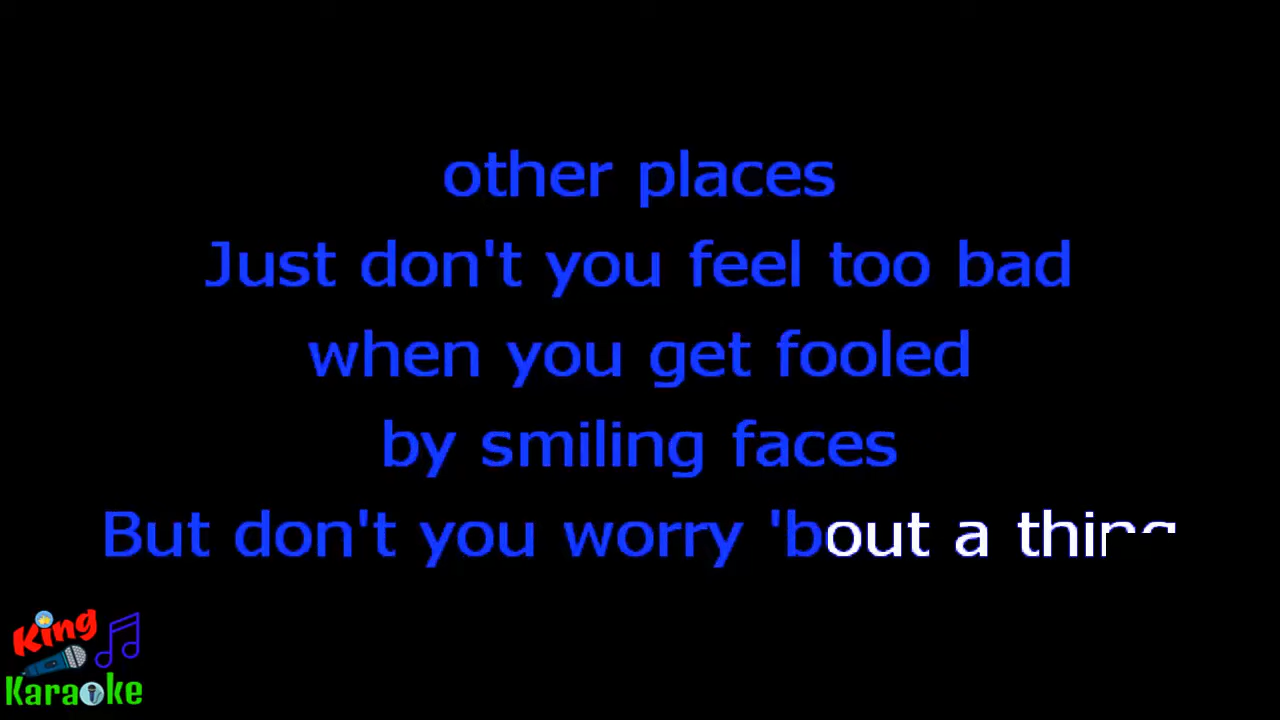 other places
Just don't you feel too bad
when you get fooled
by smiling faces
But don't you worry 'bout a thing
King
Karaoke